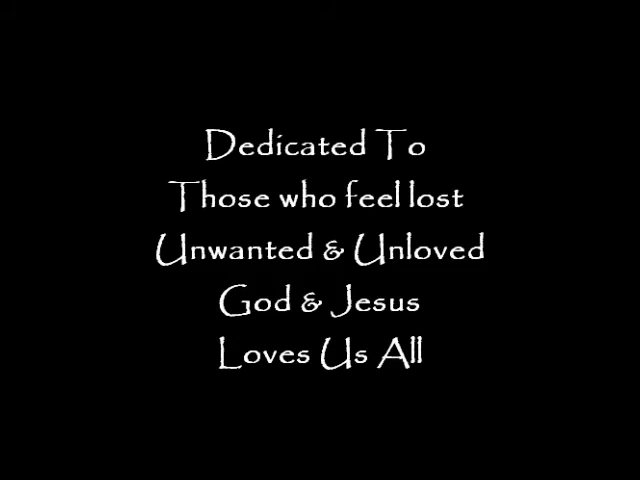 Dedicated To
Those who feel lost
Unwanted & Unloved
God & Jesus
Loves Us All